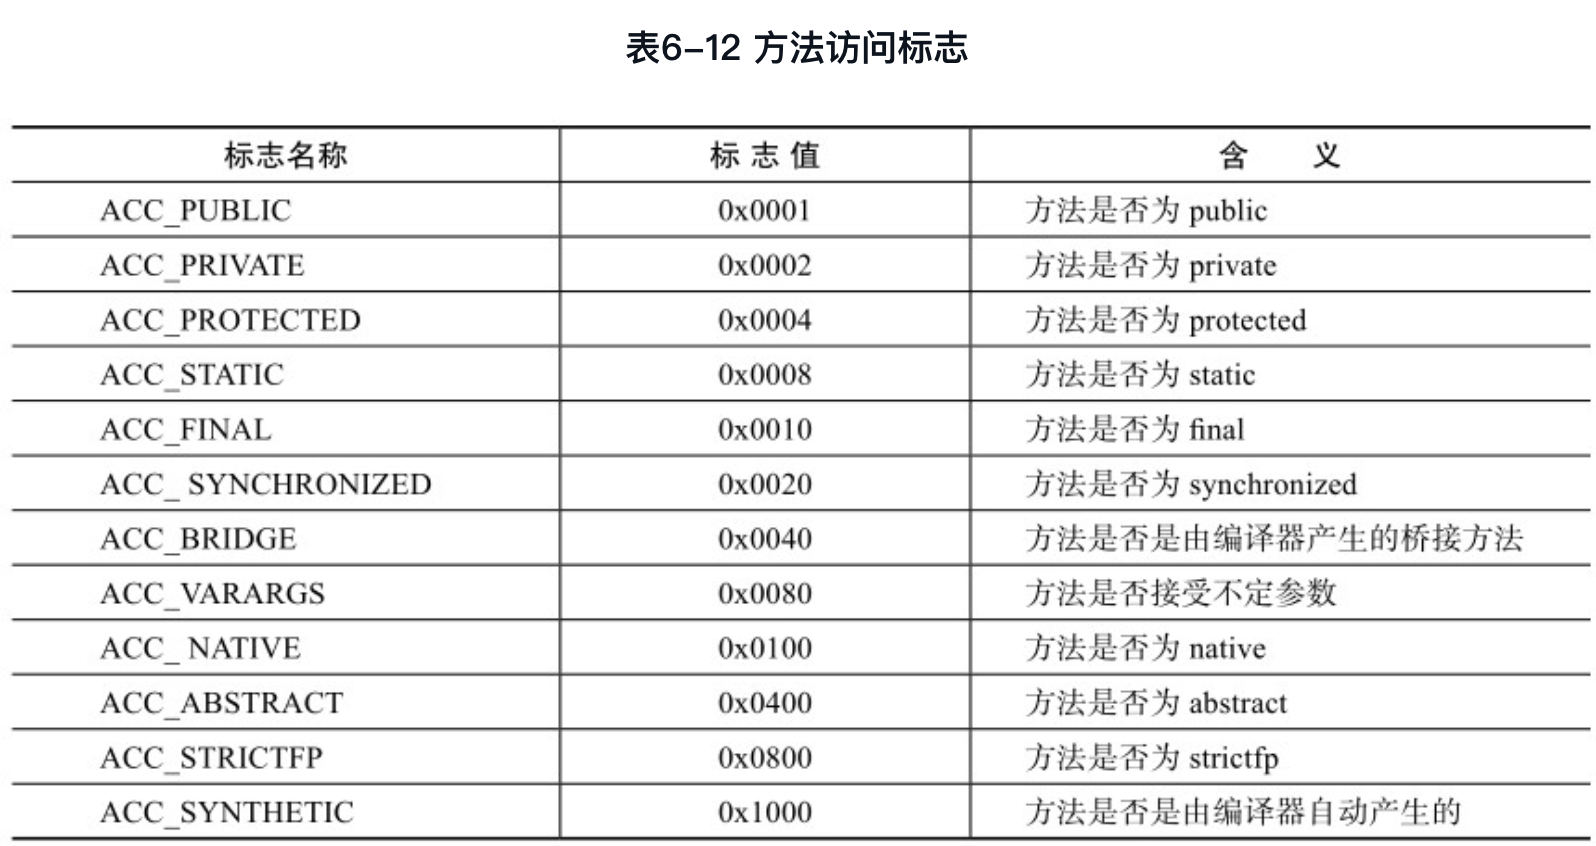 表6-12 方法访问标志
标志名称 标 志 值 含 义
ACC_PUBLIC 0x0001 方法是否为 public
ACC_PRIVATE 0x0002 方法是否为 private
ACC_PROTECTED 0x0004 方法是否为 protected
ACC_STATIC 0x0008 方法是否为 static
ACC_FINAL 0x0010 方法是否为 final
ACC_ SYNCHRONIZED 0x0020 方法是否为 synchronized
ACC_BRIDGE 0x0040 方法是否是由编译器产生的桥接方法
ACC_VARARGS 0x0080 方法是否接受不定参数
ACC_ NATIVE 0x0100 方法是否为 native
ACC_ABSTRACT 0x0400 方法是否为 abstract
ACC_STRICTFP 0x0800 方法是否为 strictfp
ACC_SYNTHETIC 0x1000 方法是否是由编译器自动产生的